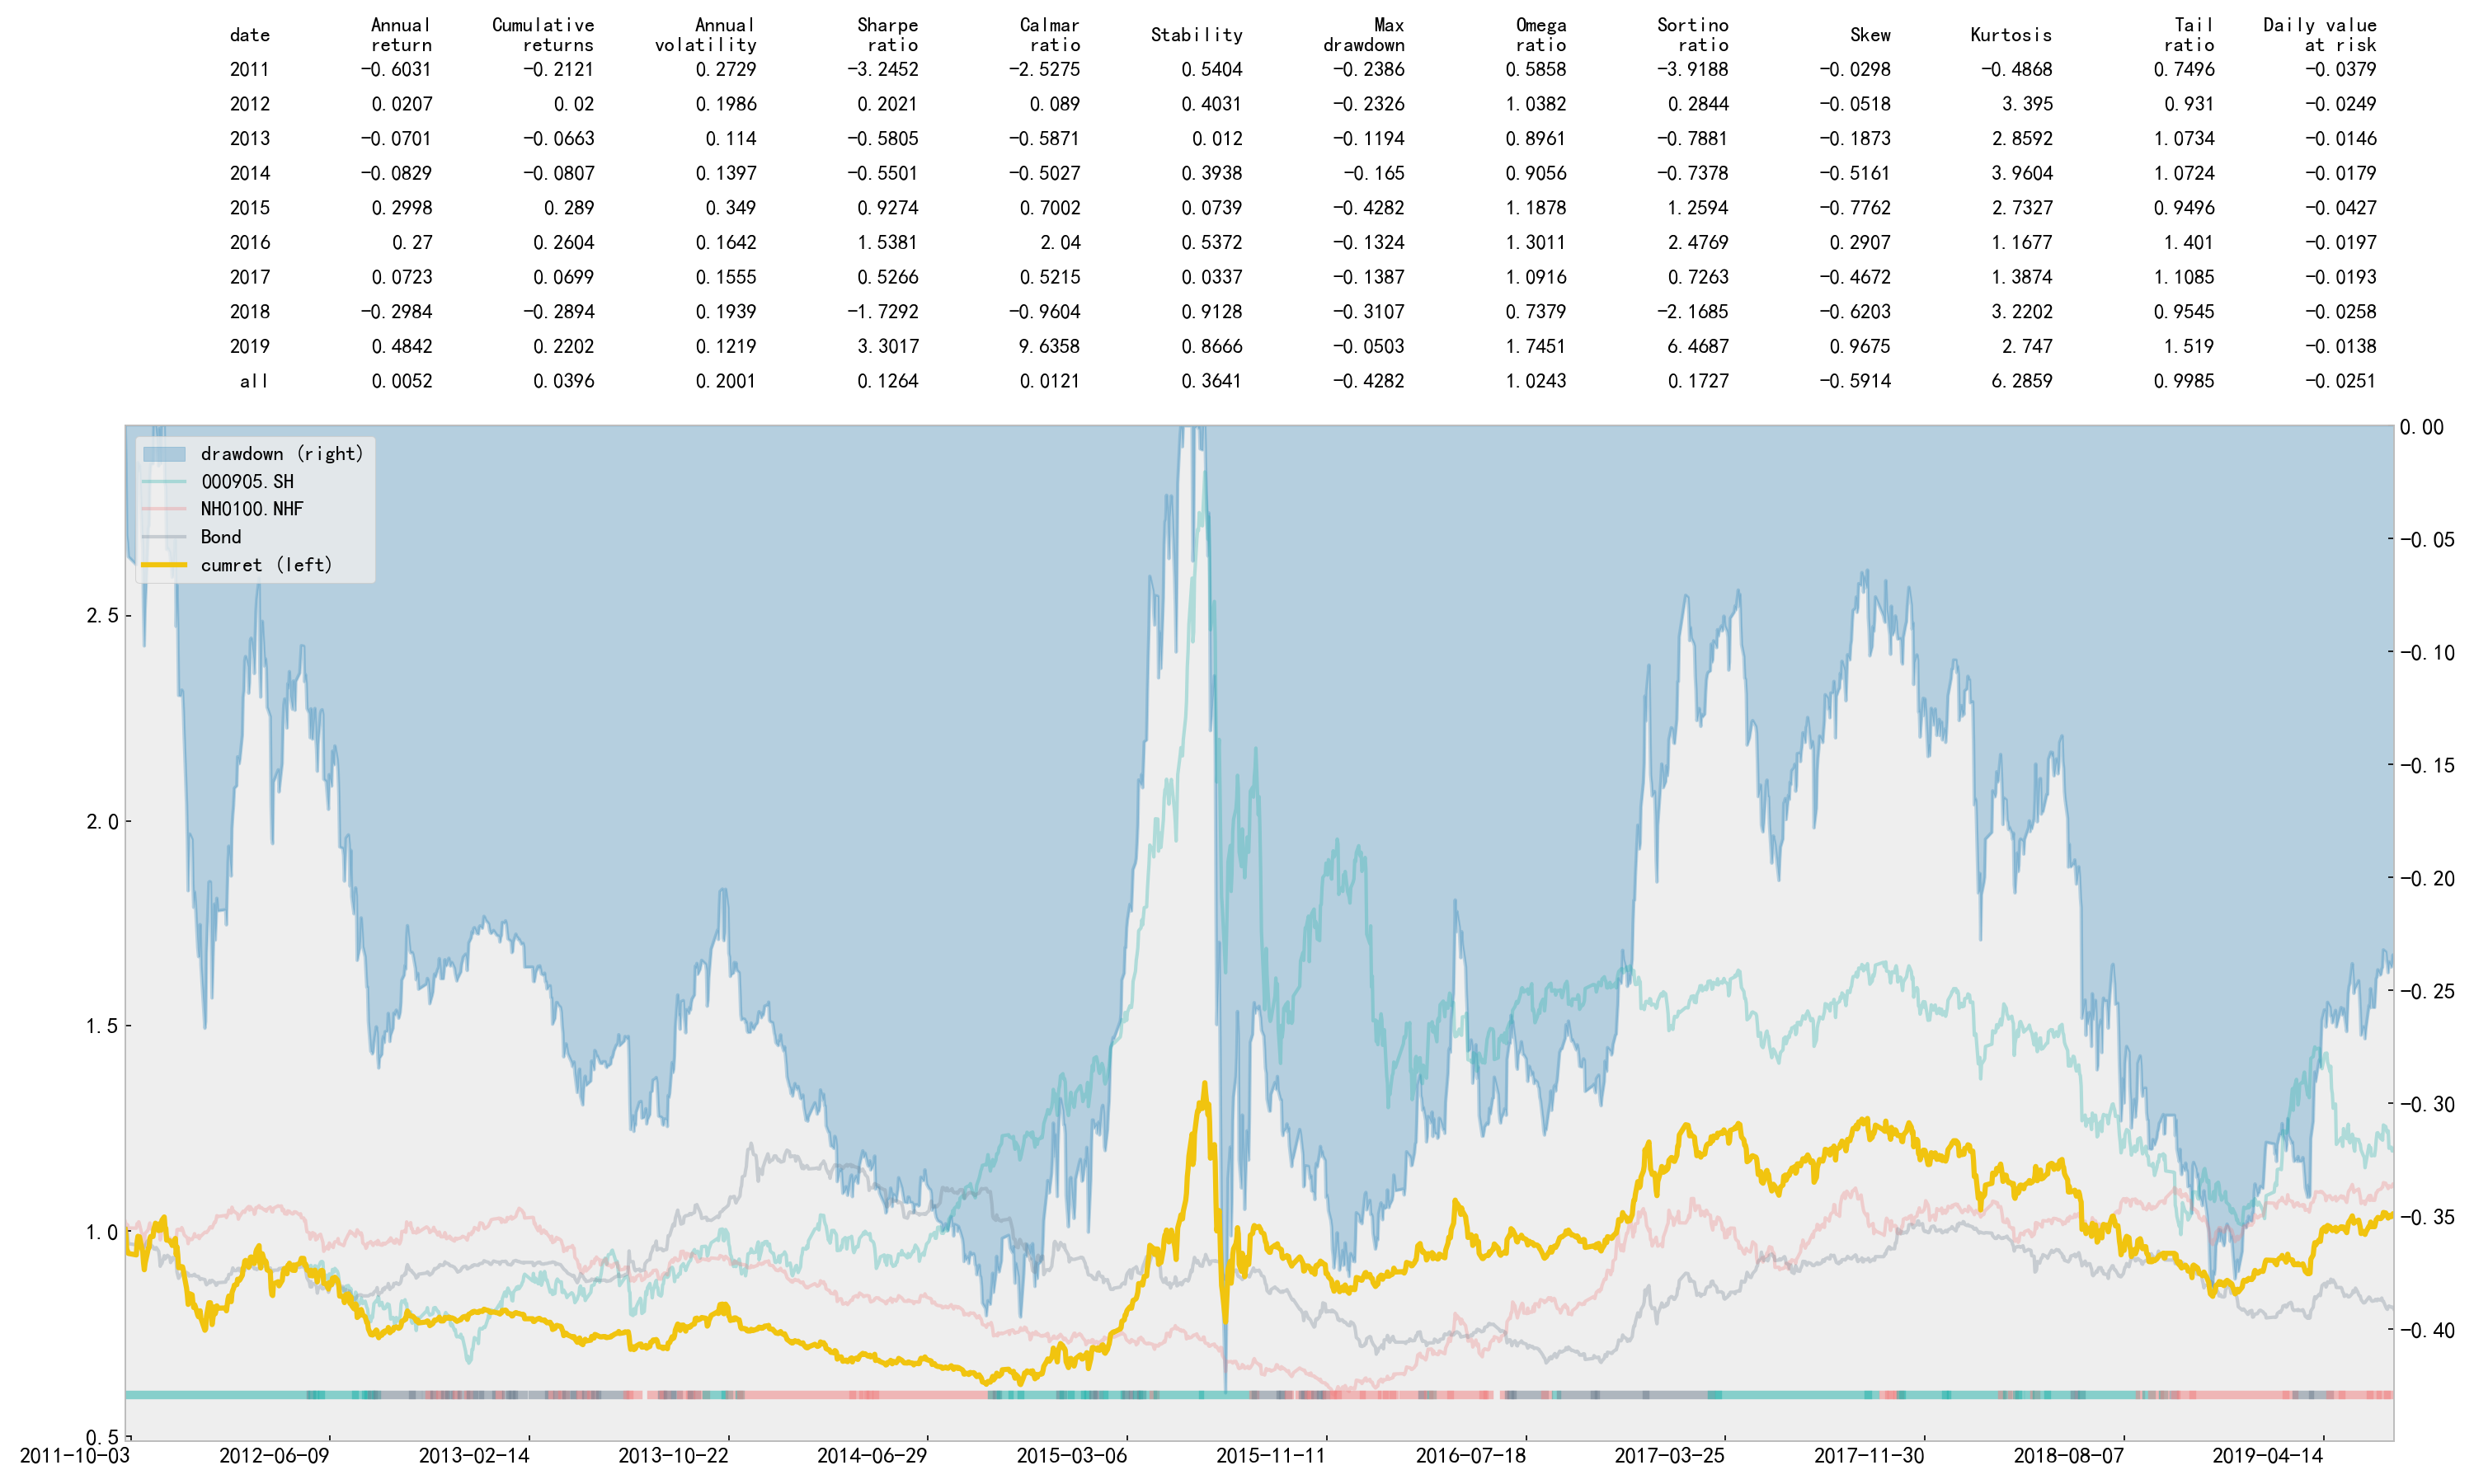 date Annual return Cumulative returns Annual volatility Sharpe ratio Calmar ratio Stability Max drawdown Omega ratio Sortino ratio Skew Kurtosis Tail ratio Daily value at risk
2011 -0.6031 -0.2121 0.2729 -3.2452 -2.5275 0.5404 -0.2386 0.5858 -3.9188 -0.0298 -0.4868 0.7496 -0.0379
2012 0.0207 0.02 0.1986 0.2021 0.089 0.4031 -0.2326 1.0382 0.2844 -0.0518 3.395 0.931 -0.0249
2013 -0.0701 -0.0663 0.114 -0.5805 -0.5871 0.012 -0.1194 0.8961 -0.7881 -0.1873 2.8592 1.0734 -0.0146
2014 -0.0829 -0.0807 0.1397 -0.5501 -0.5027 0.3938 -0.165 0.9056 -0.7378 -0.5161 3.9604 1.0724 -0.0179
2015 0.2998 0.289 0.349 0.9274 0.7002 0.0739 -0.4282 1.1878 1.2594 -0.7762 2.7327 0.9496 -0.0427
2016 0.27 0.2604 0.1642 1.5381 2.04 0.5372 -0.1324 1.3011 2.4769 0.2907 1.1677 1.401 -0.0197
2017 0.0723 0.0699 0.1555 0.5266 0.5215 0.0337 -0.1387 1.0916 0.7263 -0.4672 1.3874 1.1085 -0.0193
2018 -0.2984 -0.2894 0.1939 -1.7292 -0.9604 0.9128 -0.3107 0.7379 -2.1685 -0.6203 3.2202 0.9545 -0.0258
2019 0.4842 0.2202 0.1219 3.3017 9.6358 0.8666 -0.0503 1.7451 6.4687 0.9675 2.747 1.519 -0.0138
all 0.0052 0.0396 0.2001 0.1264 0.0121 0.3641 -0.4282 1.0243 0.1727 -0.5914 6.2859 0.9985 -0.0251
drawdown (right)
000905.SH
NH0100.NHF
Bond
cumret (left)
2.5
2.0
1.5
1.0
0.5
0.00
-0.05
-0.10
-0.15
-0.20
-0.25
-0.30
-0.35
-0.40
2011-10-03 2012-06-09 2013-02-14 2013-10-22 2014-06-29 2015-03-06 2015-11-11 2016-07-18 2017-03-25 2017-11-30 2018-08-07 2019-04-14